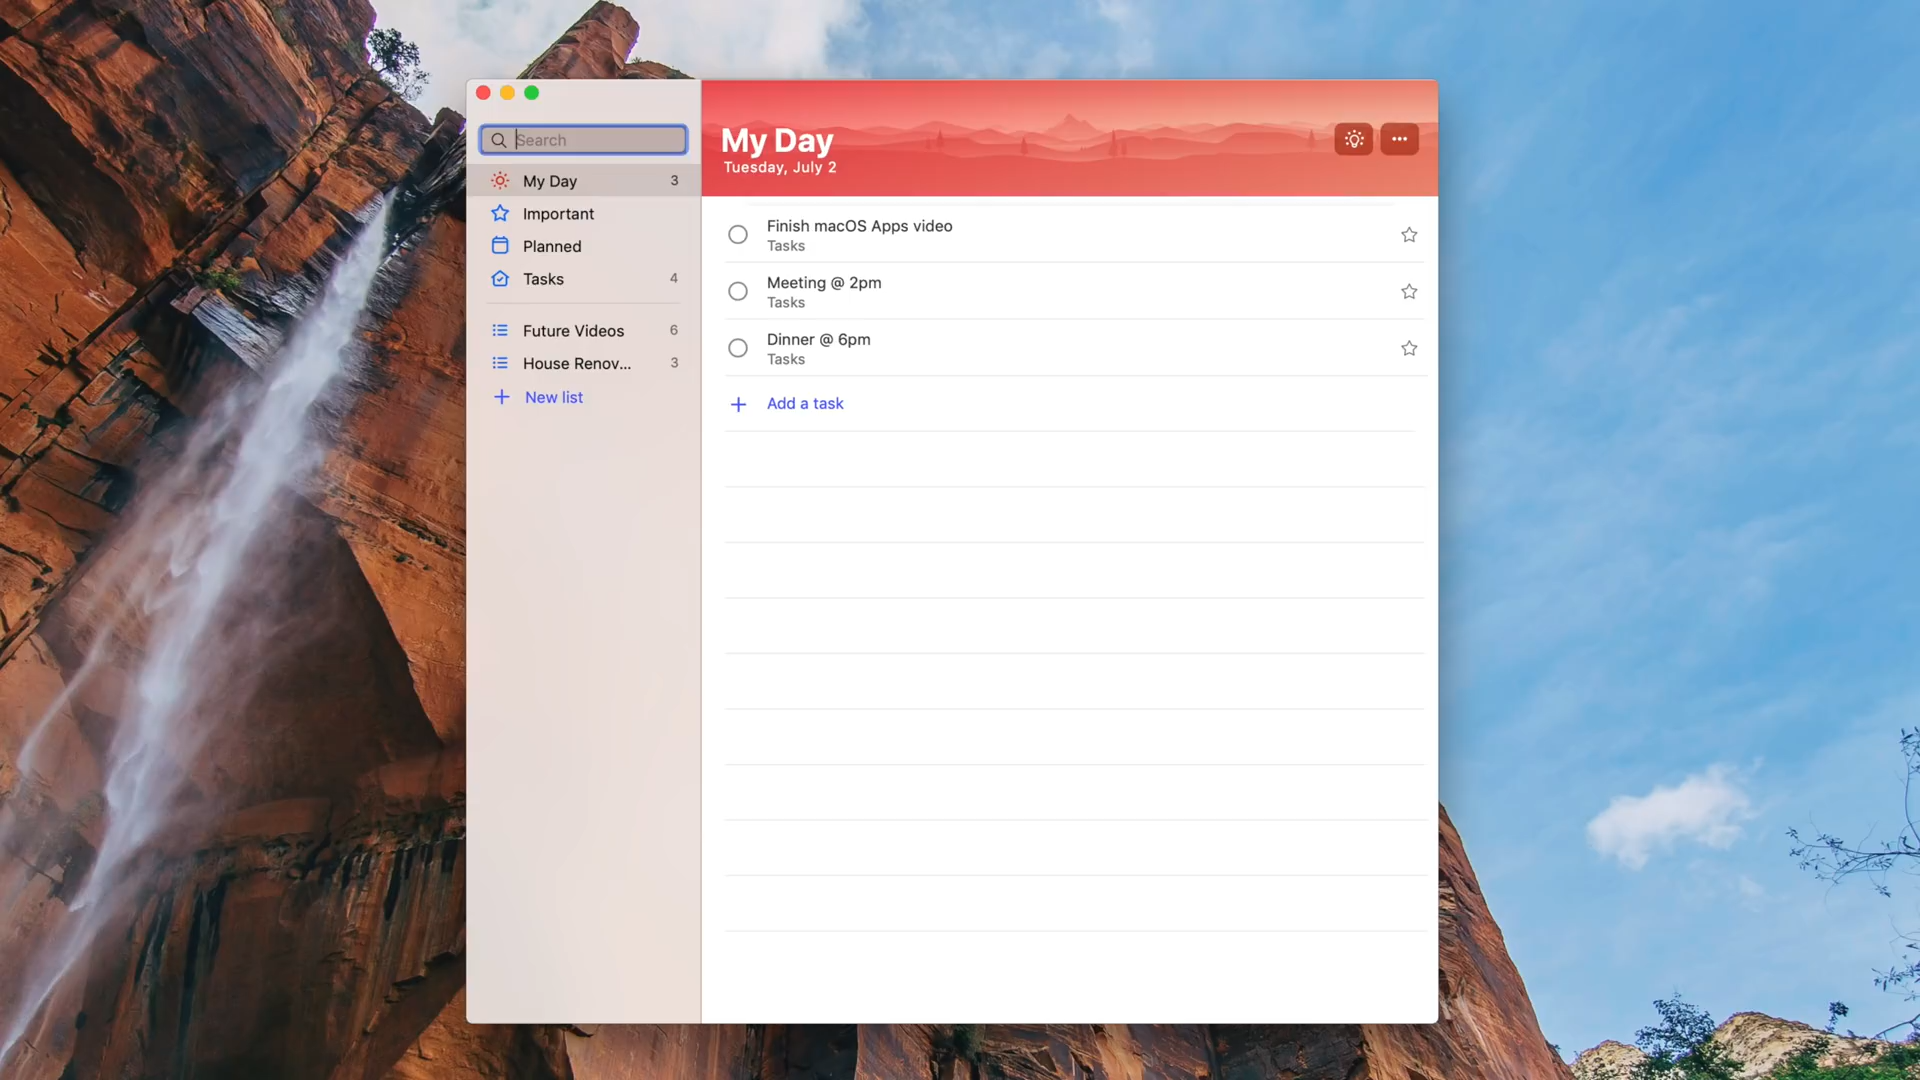 Search
My Day 3
Important
Planned
Tasks 4
Future Videos 6
House Renov... 3
New list
My Day
Tuesday, July 2
Finish macOS Apps video
Tasks
Meeting @ 2pm
Tasks
Dinner @ 6pm
Tasks
Add a task